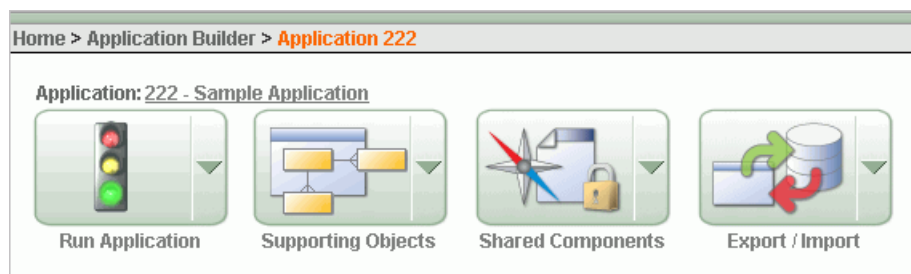 Home > Application Builder > Application 222
Application: 222 - Sample Application
Run Application Supporting Objects Shared Components Export / Import